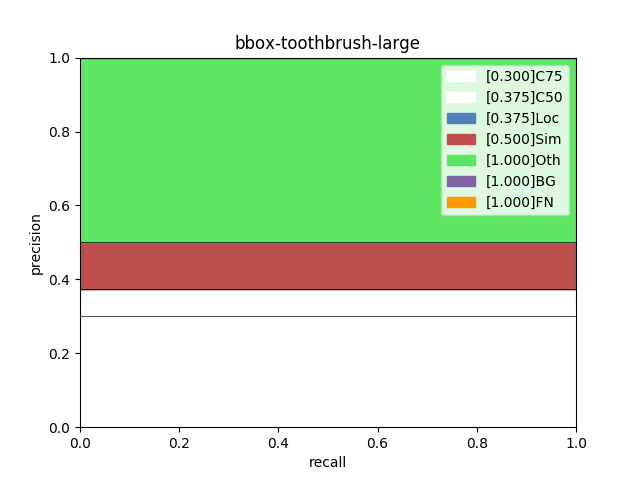 bbox-toothbrush-large
1.0
0.8
0.6
0.4
0.2
0.0
precision
[0.300]C75
[0.375]C50
[0.375]Loc
[0.500]Sim
[1.000]Oth
[1.000]BG
[1.000]FN
0.0 0.2 0.4 0.6 0.8 1.0
recall